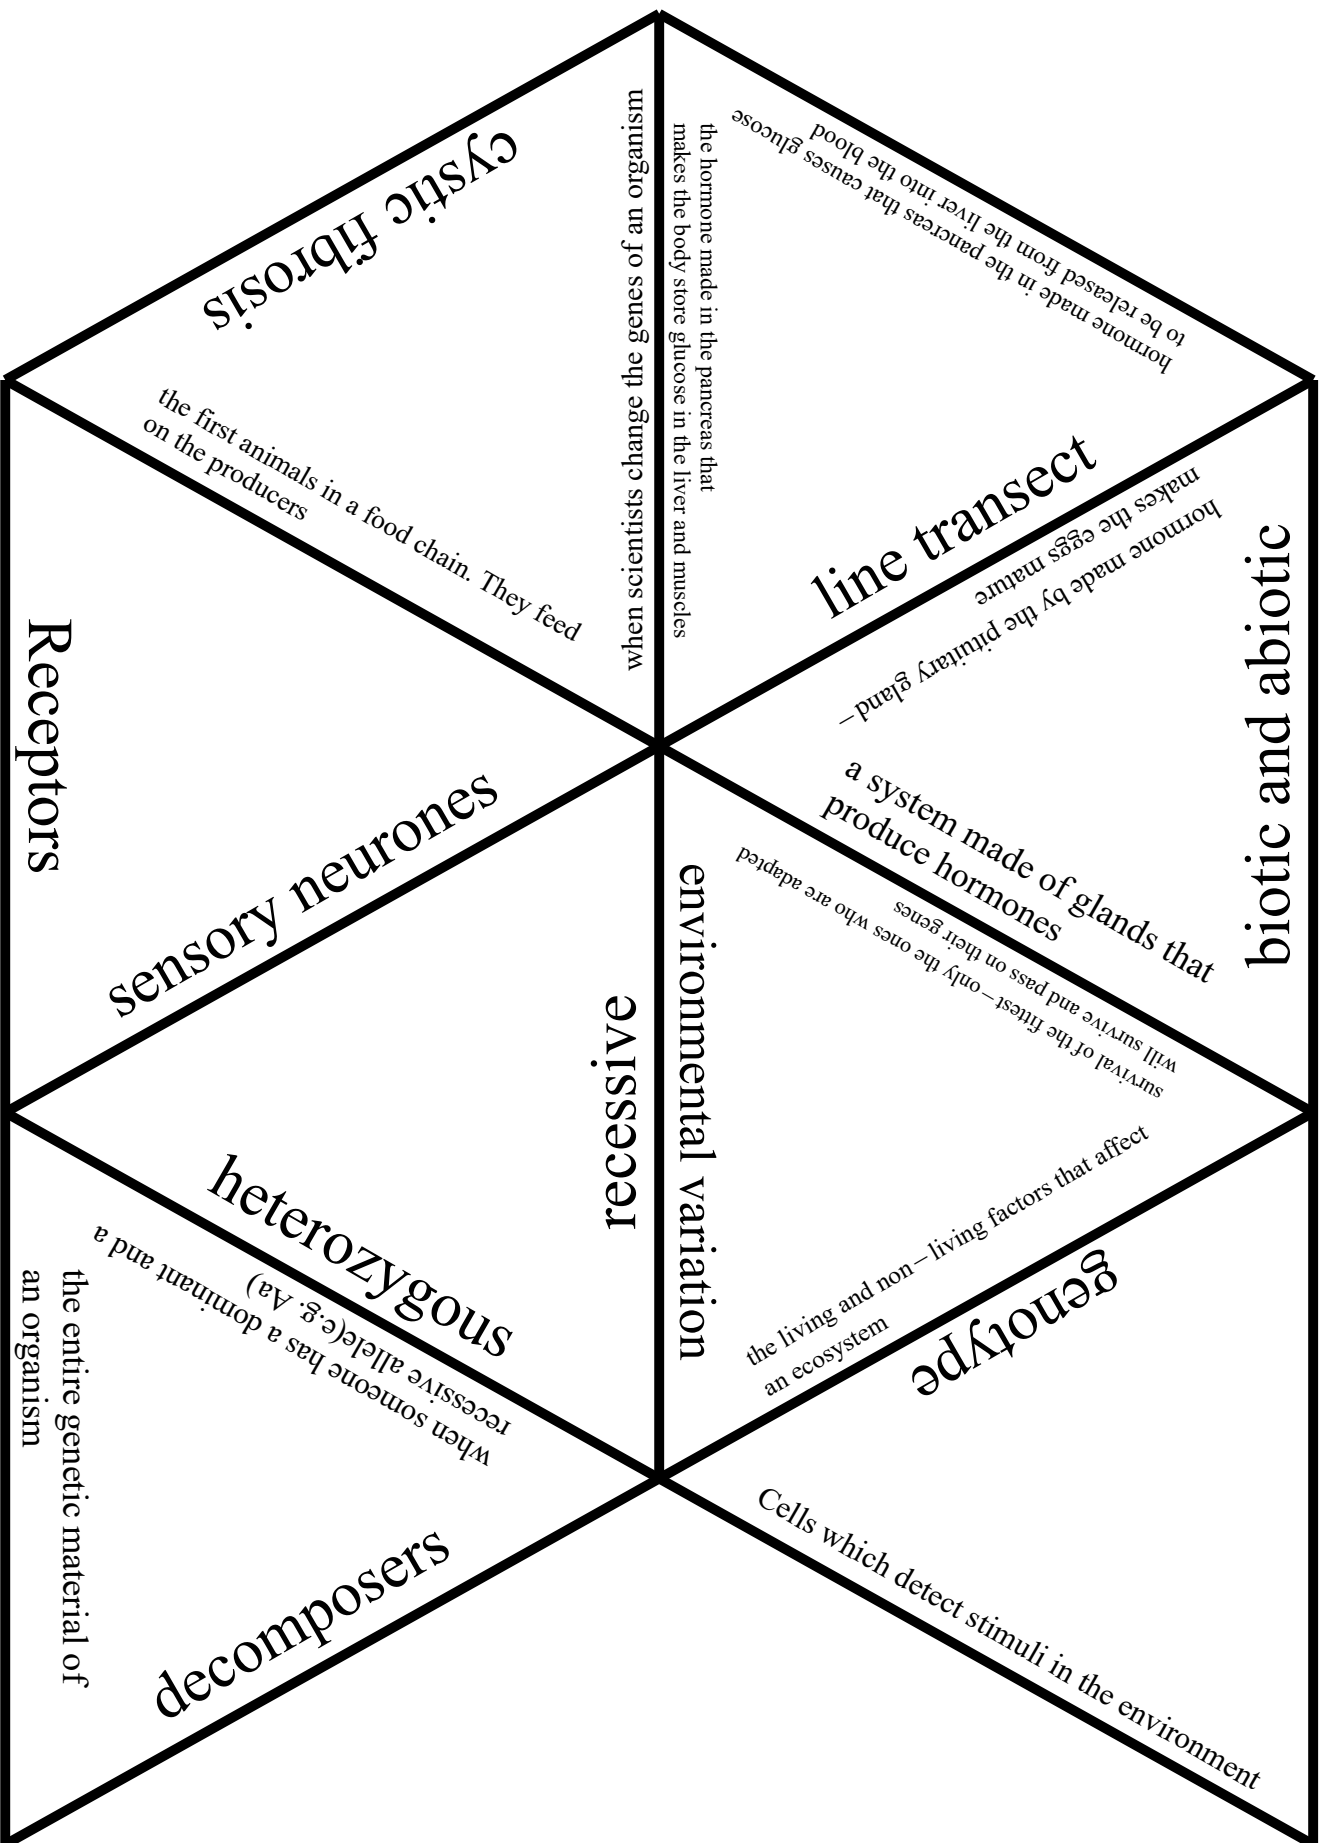 cystic fibrosis
when scientists change the genes of an organism
the first animals in a food chain. They feed
on the producers
the hormone made in the pancreas that
makes the body store glucose in the liver and muscles
hormone made in the pancreas that causes glucose
to be released from the liver into the blood
line transect
hormone made by the pituitary gland–
makes the eggs mature
biotic and abiotic
a system made of glands that
produce hormones
Receptors
sensory neurones
recessive
heterozygous
environmental variation
survival of the fittest–only the ones who are adapted
will survive and pass on their genes
the living and non–living factors that affect
an ecosystem
genotype
Cells which detect stimuli in the environment
when someone has a dominant and a
recessive allele(e.g. Aa)
the entire genetic material of
an organism
decomposers